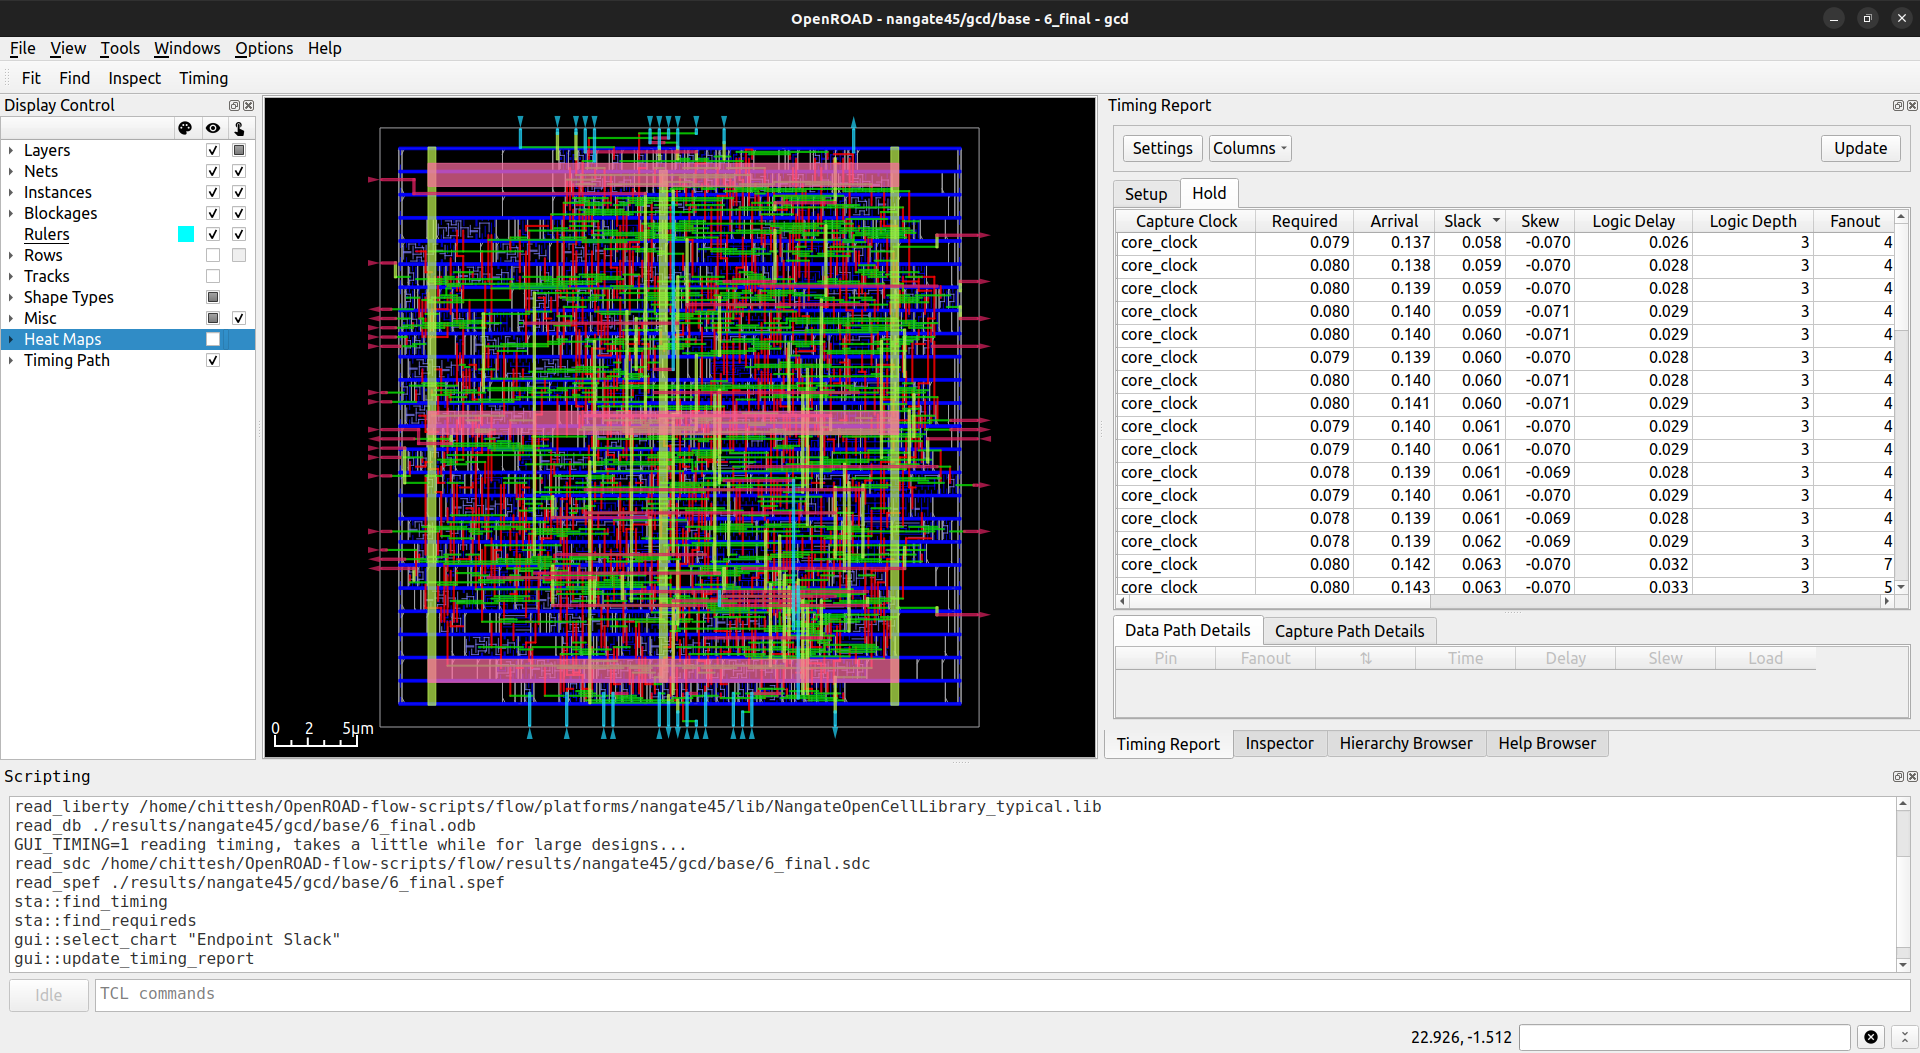 OpenROAD - nangate45/gcd/base - 6_final - gcd
File View Tools Windows Options Help
Fit Find Inspect Timing
Display Control
Layers
Nets
Instances
Blockages
Rulers
Rows
Tracks
Shape Types
Misc
Heat Maps
Timing Path
0 2 5μm
Timing Report
Settings Columns Update
Setup Hold
Capture Clock Required Arrival Slack Skew Logic Delay Logic Depth Fanout
core_clock 0.079 0.137 0.058 -0.070 0.026 3 4
core_clock 0.080 0.138 0.059 -0.070 0.028 3 4
core_clock 0.080 0.139 0.059 -0.070 0.028 3 4
core_clock 0.080 0.140 0.059 -0.071 0.029 3 4
core_clock 0.080 0.140 0.060 -0.071 0.029 3 4
core_clock 0.079 0.139 0.060 -0.070 0.028 3 4
core_clock 0.080 0.140 0.060 -0.071 0.028 3 4
core_clock 0.080 0.141 0.060 -0.071 0.029 3 4
core_clock 0.079 0.140 0.061 -0.070 0.029 3 4
core_clock 0.079 0.140 0.061 -0.070 0.029 3 4
core_clock 0.078 0.139 0.061 -0.069 0.028 3 4
core_clock 0.079 0.140 0.061 -0.070 0.029 3 4
core_clock 0.078 0.139 0.061 -0.069 0.028 3 4
core_clock 0.078 0.139 0.062 -0.069 0.029 3 4
core_clock 0.080 0.142 0.063 -0.070 0.032 3 7
core_clock 0.080 0.143 0.063 -0.070 0.033 3 5
Data Path Details Capture Path Details
Pin Fanout ⇅ Time Delay Slew Load
Timing Report Inspector Hierarchy Browser Help Browser
Scripting
read_liberty /home/chittesh/OpenROAD-flow-scripts/flow/platforms/nangate45/lib/NangateOpenCellLibrary_typical.lib
read_db ./results/nangate45/gcd/base/6_final.odb
GUI_TIMING=1 reading timing, takes a little while for large designs...
read_sdc /home/chittesh/OpenROAD-flow-scripts/flow/results/nangate45/gcd/base/6_final.sdc
read_spef ./results/nangate45/gcd/base/6_final.spef
sta::find_timing
sta::find_requireds
gui::select_chart "Endpoint Slack"
gui::update_timing_report
Idle TCL commands
22.926, -1.512